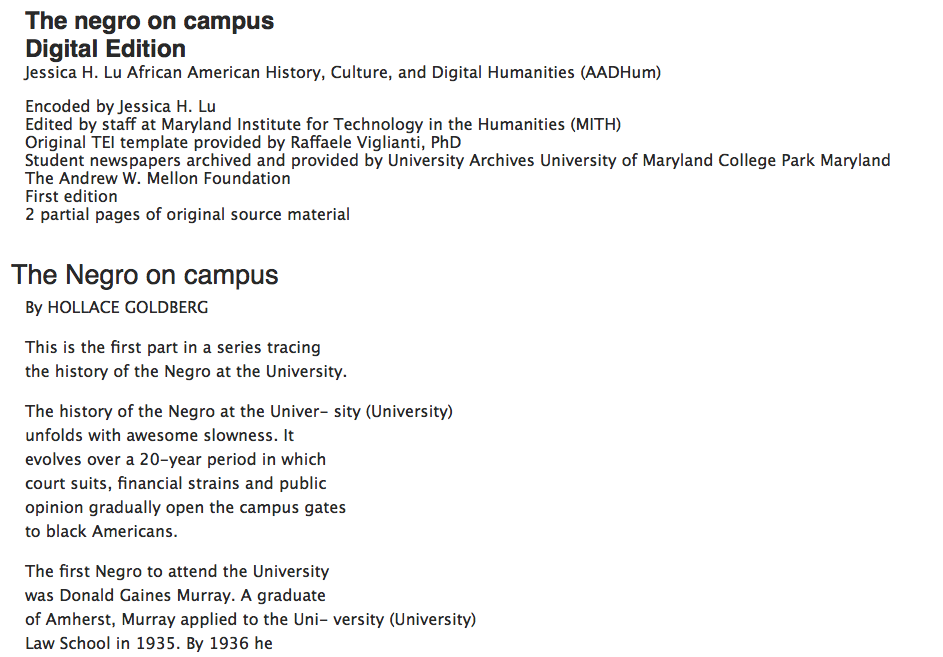 The negro on campus
Digital Edition
Jessica H. Lu African American History, Culture, and Digital Humanities (AADHum)
Encoded by Jessica H. Lu
Edited by staff at Maryland Institute for Technology in the Humanities (MITH)
Original TEI template provided by Raffaele Viglianti, PhD
Student newspapers archived and provided by University Archives University of Maryland College Park Maryland
The Andrew W. Mellon Foundation
First edition
2 partial pages of original source material
The Negro on campus
By HOLLACE GOLDBERG
This is the first part in a series tracing
the history of the Negro at the University.
The history of the Negro at the Univer– sity (University)
unfolds with awesome slowness. It
evolves over a 20–year period in which
court suits, financial strains and public
opinion gradually open the campus gates
to black Americans.
The first Negro to attend the University
was Donald Gaines Murray. A graduate
of Amherst, Murray applied to the Uni– versity (University)
Law School in 1935. By 1936 he